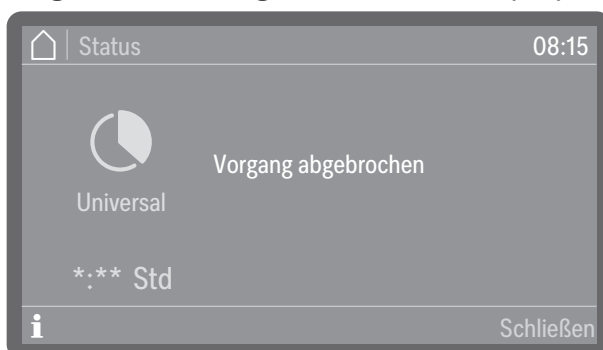 Status 08:15
Vorgang abgebrochen
Universal
*:** Std
i Schließen